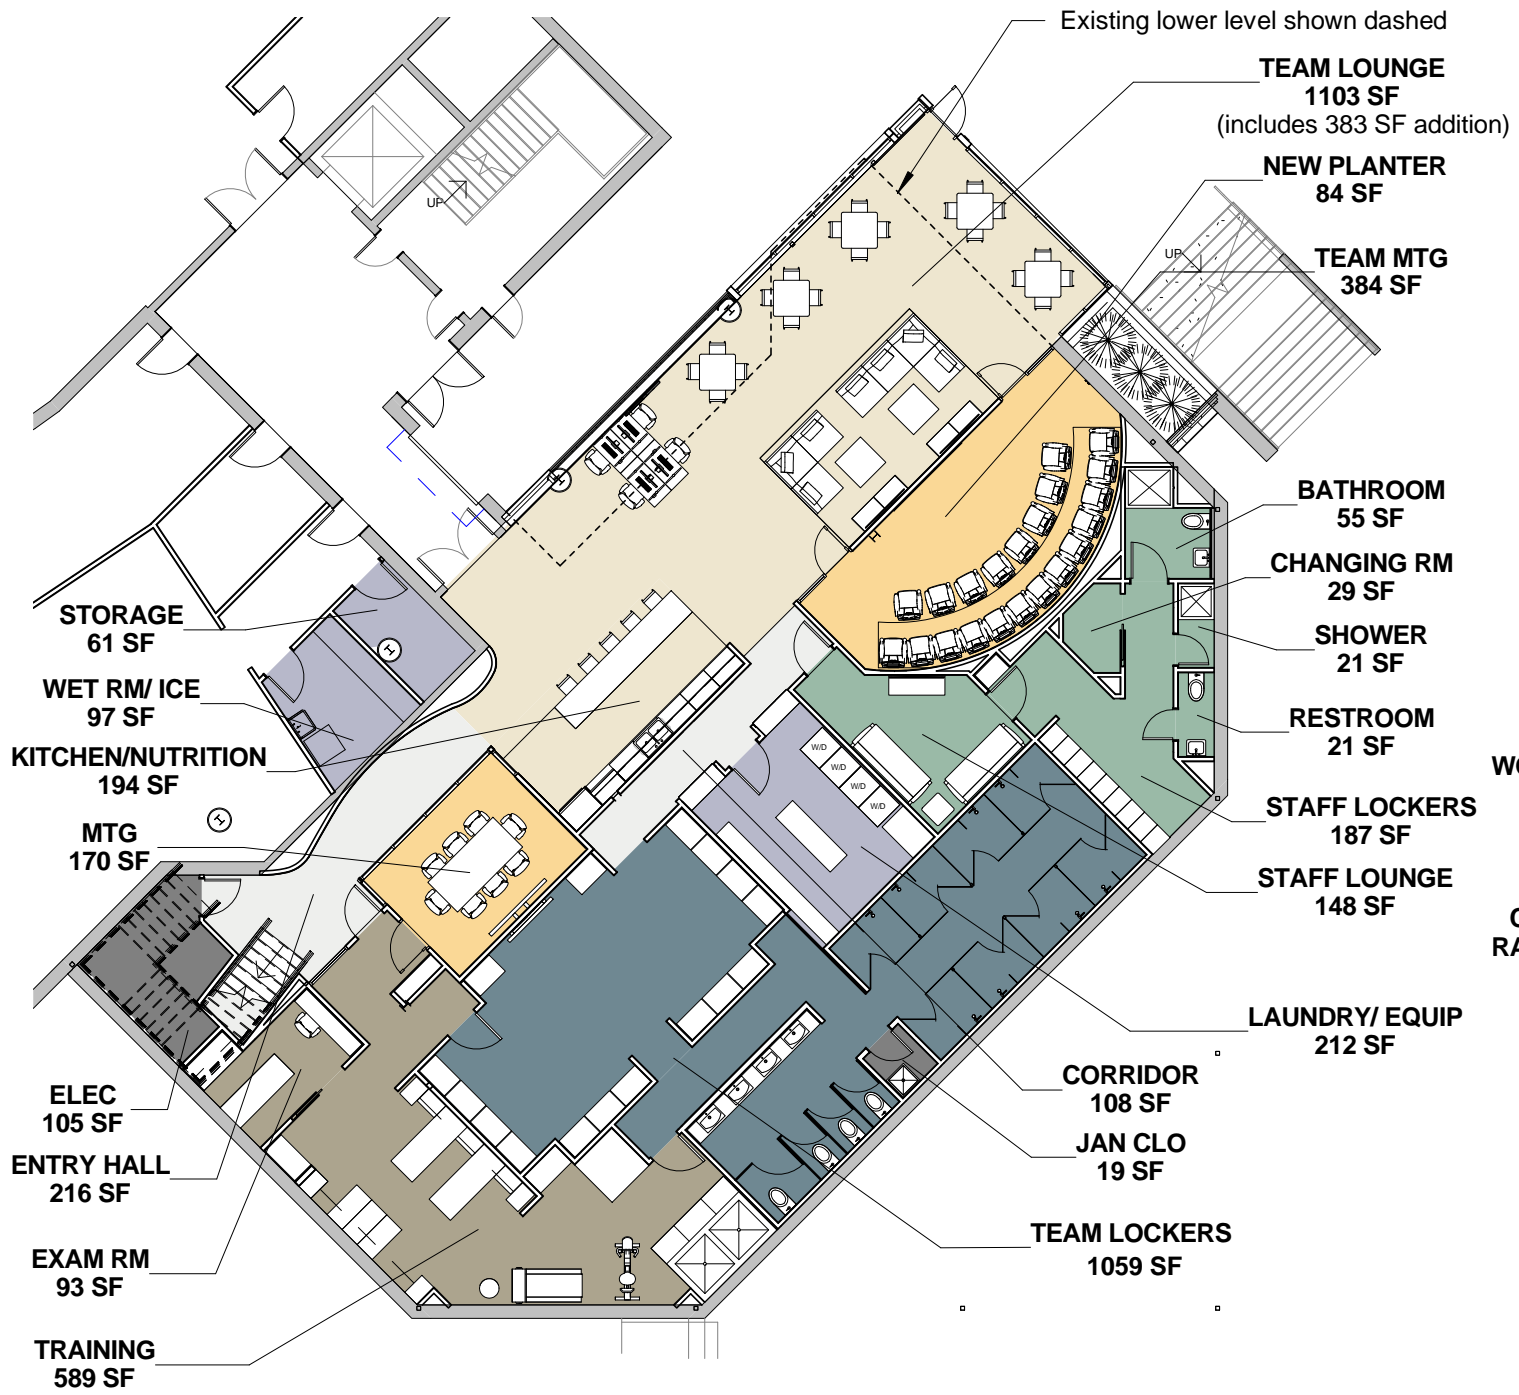 Existing lower level shown dashed
TEAM LOUNGE
1103 SF
(includes 383 SF addition)
NEW PLANTER
84 SF
TEAM MTG
384 SF
UP
UP
BATHROOM
55 SF
CHANGING RM
29 SF
SHOWER
21 SF
RESTROOM
21 SF
STAFF LOCKERS
187 SF
STAFF LOUNGE
148 SF
LAUNDRY/ EQUIP
212 SF
CORRIDOR
108 SF
JAN CLO
19 SF
TEAM LOCKERS
1059 SF
STORAGE
61 SF
WET RM/ ICE
97 SF
KITCHEN/NUTRITION
194 SF
MTG
170 SF
ELEC
105 SF
ENTRY HALL
216 SF
EXAM RM
93 SF
TRAINING
589 SF
W/D
W/D
W/D
W/D
H
H
H
H
H